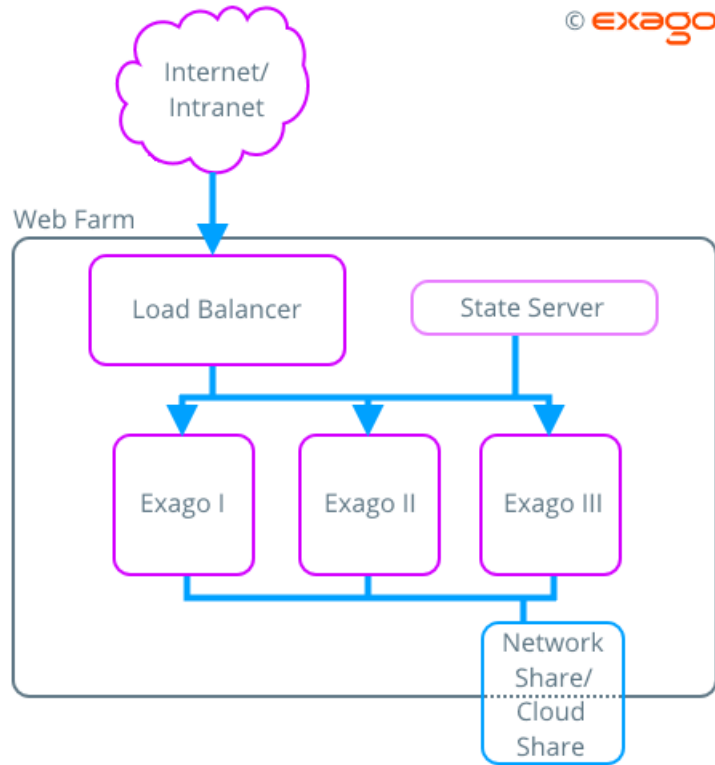 © exago
Internet/
Intranet
Web Farm
Load Balancer
State Server
Exago I
Exago II
Exago III
Network
Share/
Cloud
Share